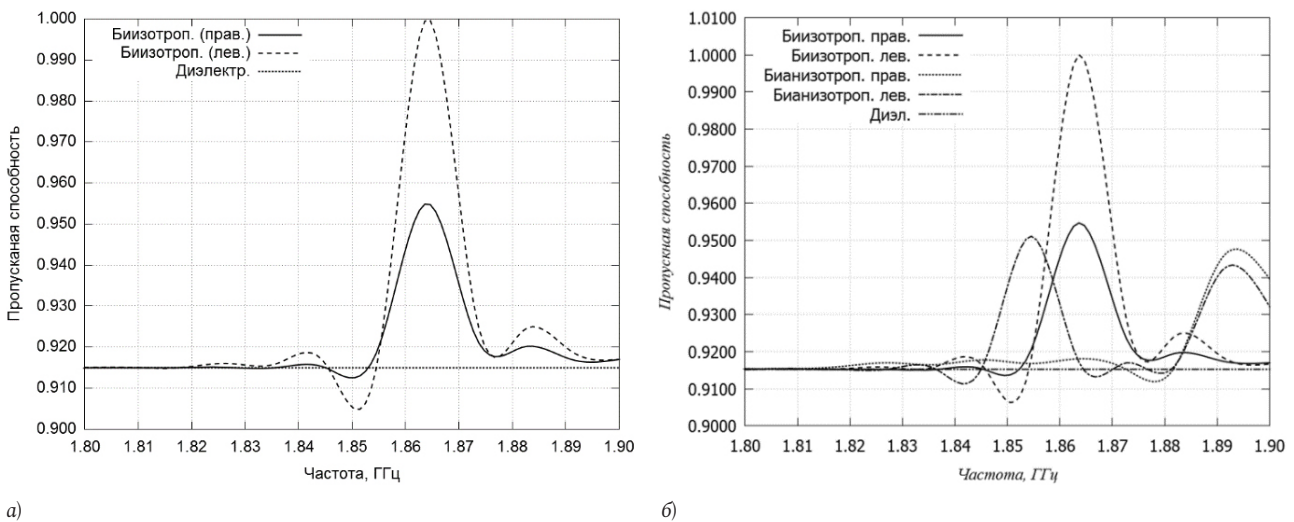 Биизотроп. (прав.)
Биизотроп. (лев.)
Диэлектр.
Пропускная способность
1.000
0.990
0.980
0.970
0.960
0.950
0.940
0.930
0.920
0.910
0.900
1.80 1.81 1.82 1.83 1.84 1.85 1.86 1.87 1.88 1.89 1.90
Частота, ГГц
а)
Биизотроп. прав.
Биизотроп. лев.
Бианизотроп. прав.
Бианизотроп. лев.
Диэл.
Пропускная способность
1.0100
1.0000
0.9900
0.9800
0.9700
0.9600
0.9500
0.9400
0.9300
0.9200
0.9100
0.9000
1.80 1.81 1.82 1.83 1.84 1.85 1.86 1.87 1.88 1.89 1.90
Частота, ГГц
б)